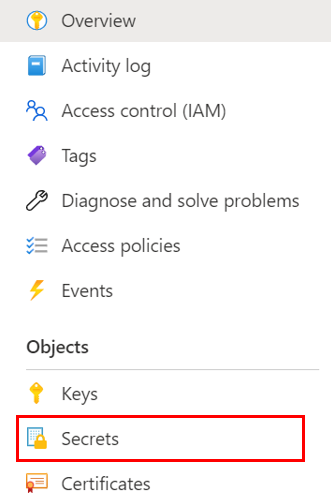 Overview
Activity log
Access control (IAM)
Tags
Diagnose and solve problems
Access policies
Events
Objects
Keys
Secrets
Certificates